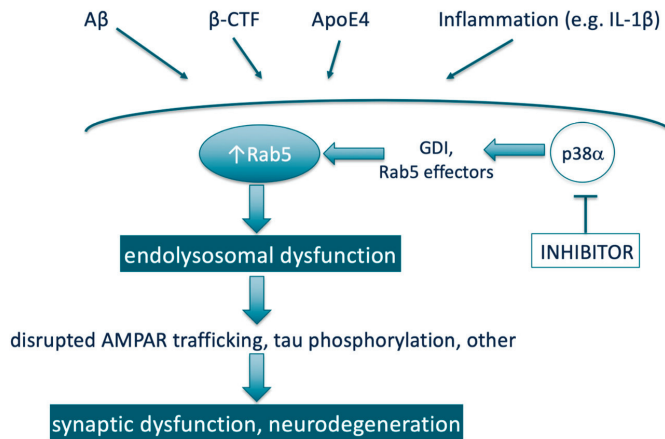 Aβ
β-CTF
ApoE4
Inflammation (e.g. IL-1β)
↑Rab5
GDI,
Rab5 effectors
p38α
endolysosomal dysfunction
INHIBITOR
disrupted AMPAR trafficking, tau phosphorylation, other
synaptic dysfunction, neurodegeneration